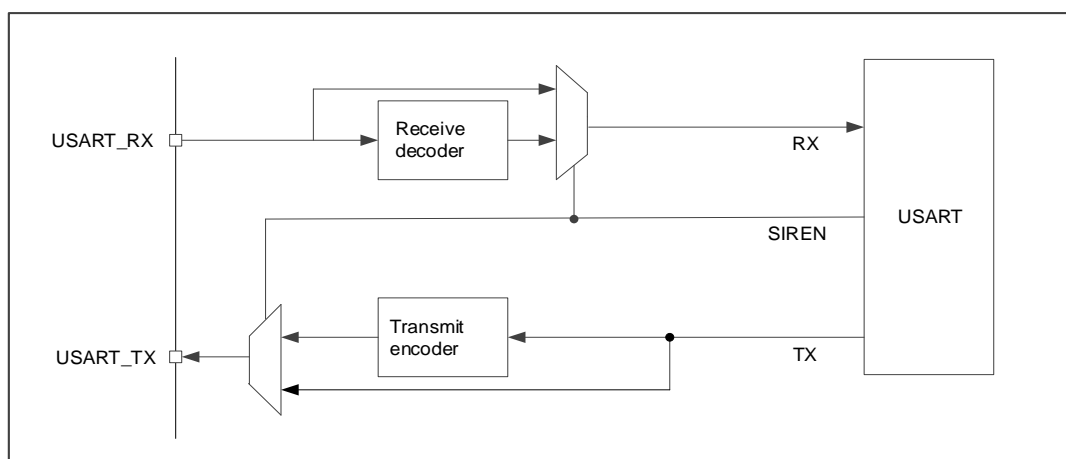 USART_RX
Receive
decoder
RX
SIREN
USART
USART_TX
Transmit
encoder
TX